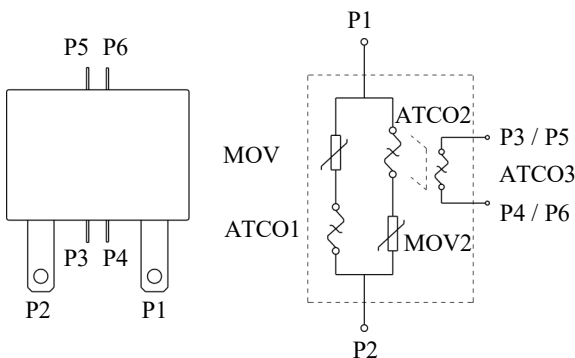 P5 P6
P3 P4
P2 P1
P1
ATCO2
MOV
P3 / P5
ATCO3
P4 / P6
ATCO1
MOV2
P2